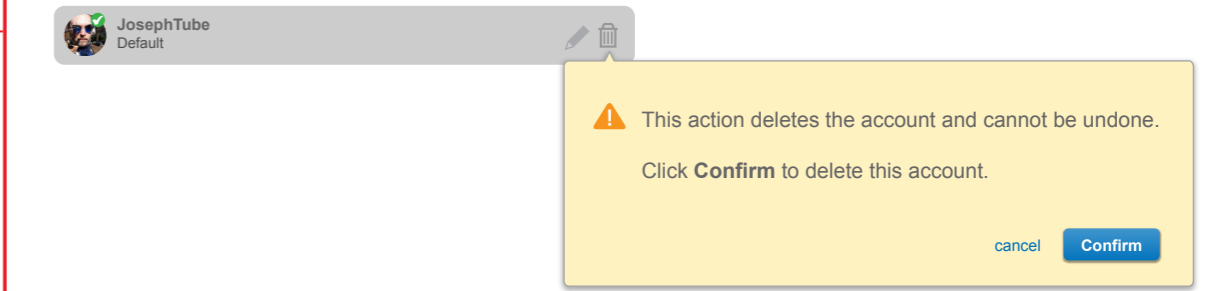 JosephTube
Default
This action deletes the account and cannot be undone.
Click Confirm to delete this account.
cancel Confirm